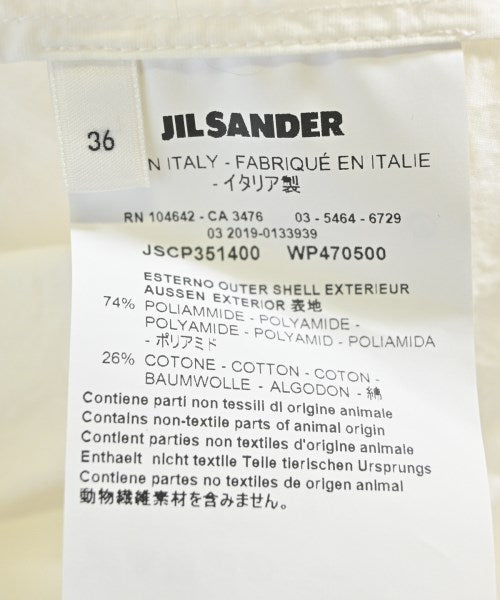 36
JIL SANDER
N ITALY - FABRIQUÉ EN ITALIE
- イタリア製
RN 104642 - CA 3476 03 - 5464 - 6729
03 2019-0133939
JSCP351400 WP470500
ESTERNO OUTER SHELL EXTERIEUR
AUSSEN EXTERIOR 表地
74% POLIAMMIDE - POLYAMIDE -
POLYAMIDE - POLYAMID - POLIAMIDA
- ポリアミド
26% COTONE - COTTON - COTON -
BAUMWOLLE - ALGODON - 綿
Contiene parti non tessili di origine animale
Contains non-textile parts of animal origin
Contient parties non textiles d'origine animale
Enthaelt nicht textile Teile tierischen Ursprungs
Contiene partes no textiles de origen animal
動物繊維素材を含みません。